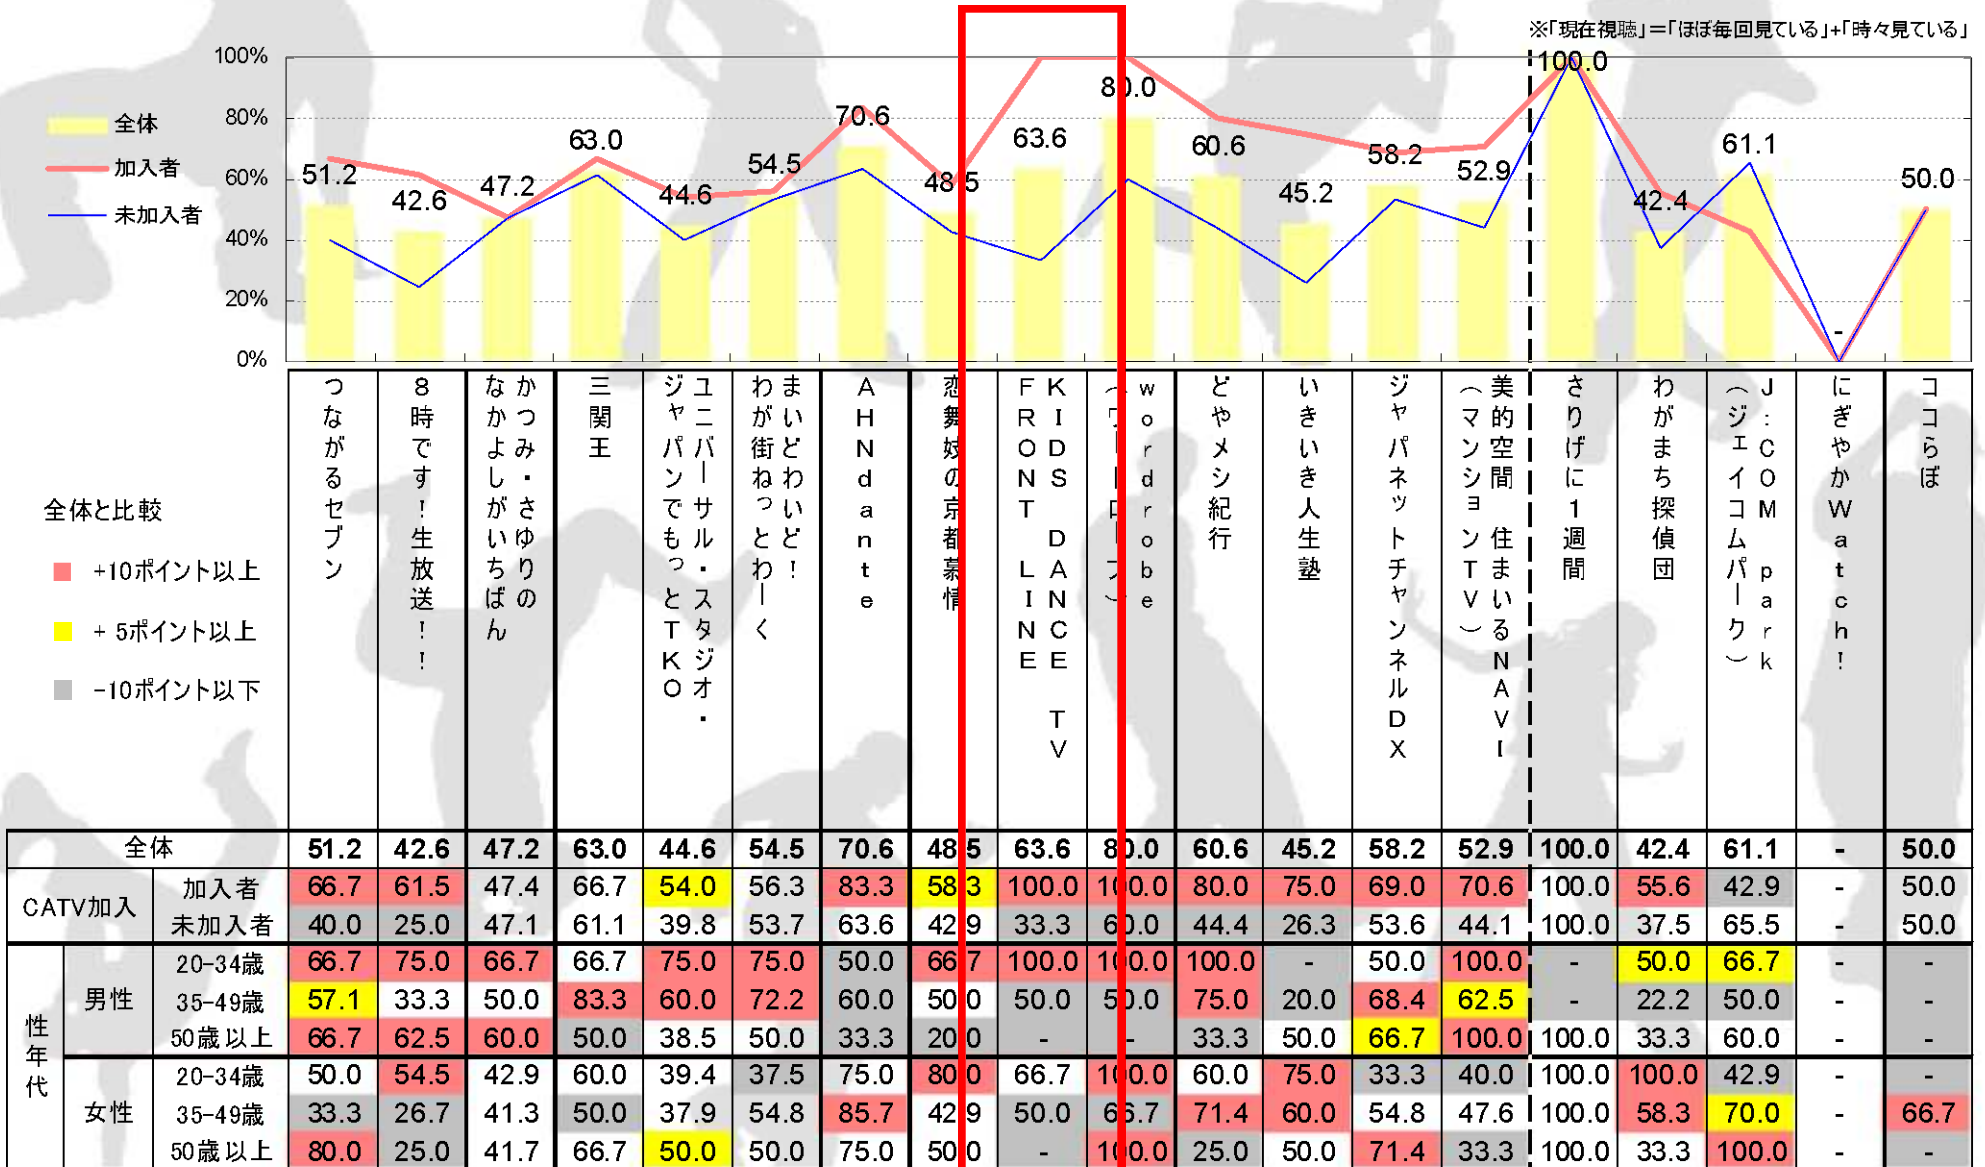 ※「現在視聴」＝「ほぼ毎回見ている」+「時々見ている」
100%
80%
60%
40%
20%
0%
全体
加入者
未加入者
51.2
42.6
47.2
63.0
44.6
54.5
70.6
48.5
63.6
80.0
60.6
45.2
58.2
52.9
100.0
42.4
61.1
-
50.0
つながるセブン
８時です！生放送！！
かつみ・さゆりの
なかよしがいちばん
三関王
ユニバーサル・スタジオ・
ジャパンでもっとTKO
まいどわいど！
わが街ねっとわーく
AHNdante
恋舞妓の京都慕情
KIDS DANCE TV
FRONT LINE
wordrobe
（ワードローブ）
どやメシ紀行
いきいき人生塾
ジャパネットチャンネルDX
美的空間 住まいるNAVI
（マンションTV）
さりげに１週間
わがまち探偵団
J:COM park
（ジェイコムパーク）
にぎやかWatch!
ココらぼ
全体と比較
+10ポイント以上
+ 5ポイント以上
-10ポイント以下
全体 51.2 42.6 47.2 63.0 44.6 54.5 70.6 48.5 63.6 80.0 60.6 45.2 58.2 52.9 100.0 42.4 61.1 - 50.0
CATV加入
加入者 66.7 61.5 47.4 66.7 54.0 56.3 83.3 58.3 100.0 100.0 80.0 75.0 69.0 70.6 100.0 55.6 42.9 - 50.0
未加入者 40.0 25.0 47.1 61.1 39.8 53.7 63.6 42.9 33.3 60.0 44.4 26.3 53.6 44.1 100.0 37.5 65.5 - 50.0
性年代
男性
20-34歳 66.7 75.0 66.7 66.7 75.0 75.0 50.0 66.7 100.0 100.0 100.0 - 50.0 100.0 - 50.0 66.7 - -
35-49歳 57.1 33.3 50.0 83.3 60.0 72.2 60.0 50.0 50.0 50.0 75.0 20.0 68.4 62.5 - 22.2 50.0 - -
50歳以上 66.7 62.5 60.0 50.0 38.5 50.0 33.3 20.0 - - 33.3 50.0 66.7 100.0 100.0 33.3 60.0 - -
女性
20-34歳 50.0 54.5 42.9 60.0 39.4 37.5 75.0 80.0 66.7 100.0 60.0 75.0 33.3 40.0 100.0 100.0 42.9 - -
35-49歳 33.3 26.7 41.3 50.0 37.9 54.8 85.7 42.9 50.0 66.7 71.4 60.0 54.8 47.6 100.0 58.3 70.0 - 66.7
50歳以上 80.0 25.0 41.7 66.7 50.0 50.0 75.0 50.0 - 100.0 25.0 50.0 71.4 33.3 100.0 33.3 100.0 - -